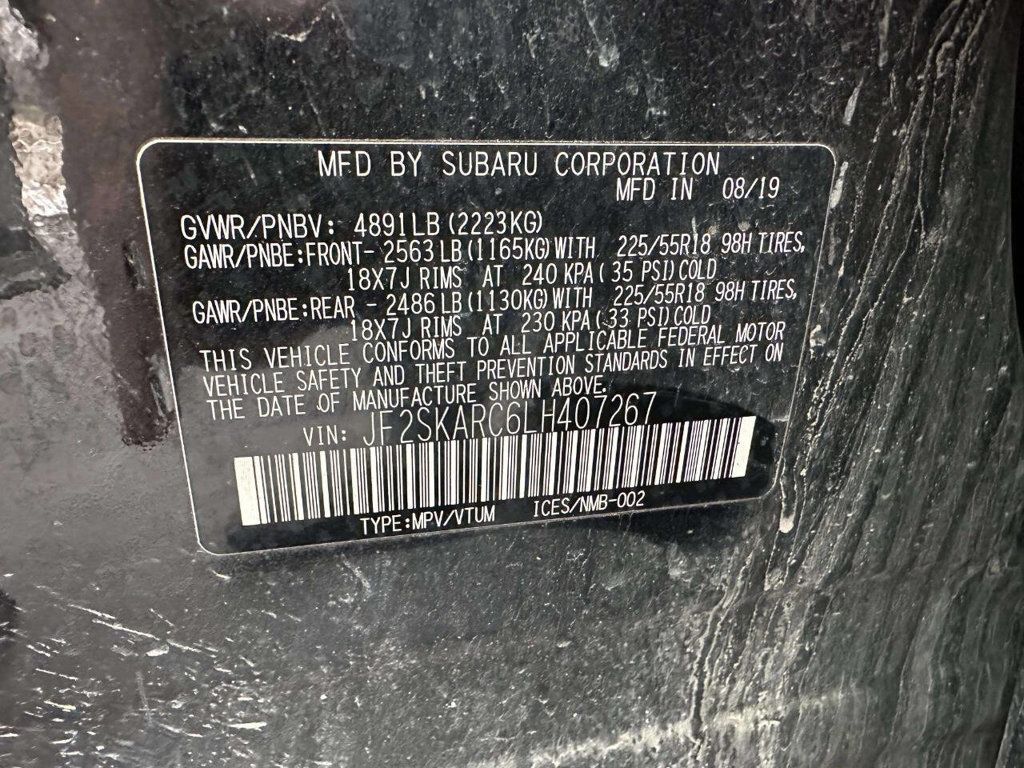 MFD BY SUBARU CORPORATION
MFD IN 08/19
GVWR/PNBV: 4891LB (2223KG)
GAWR/PNBE:FRONT- 2563LB (1165KG)WITH 225/55R18 98H TIRES,
18X7J RIMS AT 240 KPA ( 35 PSI)COLD
GAWR/PNBE:REAR - 2486LB (1130KG)WITH 225/55R18 98H TIRES,
18X7J RIMS AT 230 KPA ( 33 PSI)COLD
THIS VEHICLE CONFORMS TO ALL APPLICABLE FEDERAL MOTOR
VEHICLE SAFETY AND THEFT PREVENTION STANDARDS IN EFFECT ON
THE DATE OF MANUFACTURE SHOWN ABOVE.
VIN: JF2SKARC6LH407267
TYPE:MPV/VTUM ICES/NMB-002